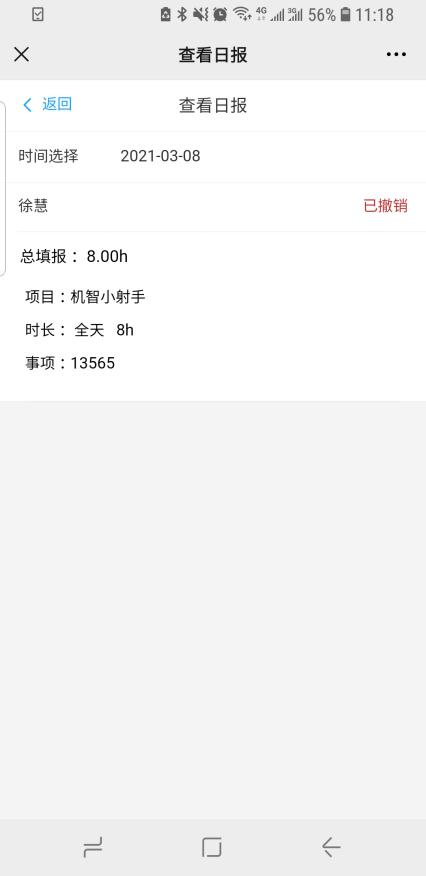 4G 3G 56% 11:18
查看日报
返回 查看日报
时间选择 2021-03-08
徐慧 已撤销
总填报： 8.00h
项目：机智小射手
时长： 全天 8h
事项：13565